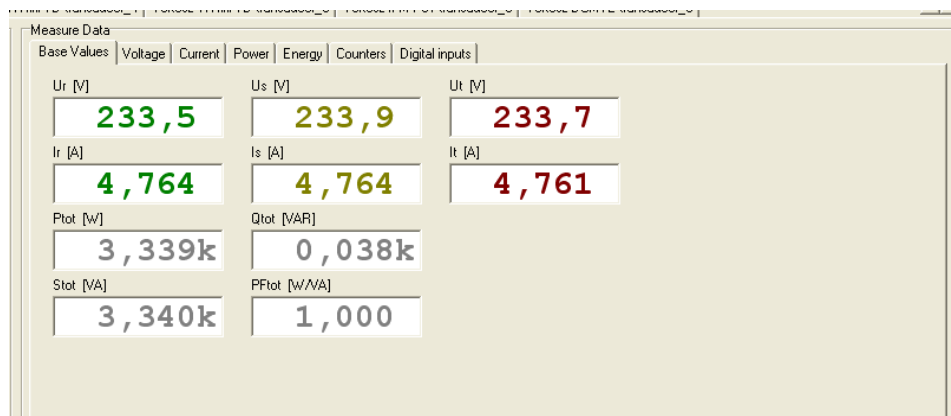 Measure Data
Base Values Voltage Current Power Energy Counters Digital inputs
Ur [V] Us [V] Ut [V]
233,5 233,9 233,7
Ir [A] Is [A] It [A]
4,764 4,764 4,761
Ptot [W] Qtot [VAR]
3,339k 0,038k
Stot [VA] PFtot [W/VA]
3,340k 1,000